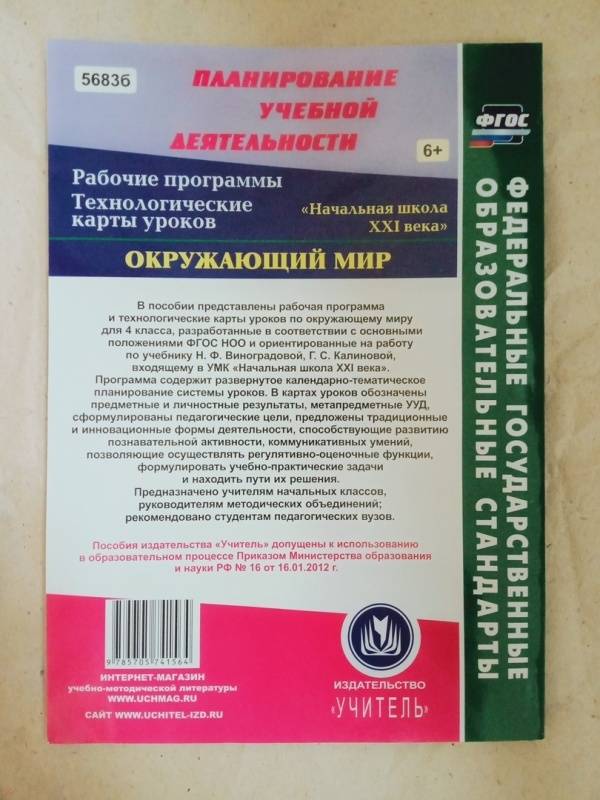 5683б
ПЛАНИРОВАНИЕ
УЧЕБНОЙ
ДЕЯТЕЛЬНОСТИ
6+
Рабочие программы
Технологические
карты уроков
«Начальная школа
XXI века»
ОКРУЖАЮЩИЙ МИР
В пособии представлены рабочая программа
и технологические карты уроков по окружающему миру
для 4 класса, разработанные в соответствии с основными
положениями ФГОС НОО и ориентированные на работу
по учебнику Н. Ф. Виноградовой, Г. С. Калиновой,
входящему в УМК «Начальная школа XXI века».
Программа содержит развернутое календарно-тематическое
планирование системы уроков. В картах уроков обозначены
предметные и личностные результаты, метапредметные УУД,
сформулированы педагогические цели, предложены традиционные
и инновационные формы деятельности, способствующие развитию
познавательной активности, коммуникативных умений,
позволяющие осуществлять регулятивно-оценочные функции,
формулировать учебно-практические задачи
и находить пути их решения.
Предназначено учителям начальных классов,
руководителям методических объединений;
рекомендовано студентам педагогических вузов.
Пособия издательства «Учитель» допущены к использованию
в образовательном процессе Приказом Министерства образования
и науки РФ № 16 от 16.01.2012 г.
9 785705 741564
ИНТЕРНЕТ-МАГАЗИН
учебно-методической литературы
WWW.UCHMAG.RU
САЙТ WWW.UCHITEL-IZD.RU
ИЗДАТЕЛЬСТВО
«УЧИТЕЛЬ»
ФГОС
ФЕДЕРАЛЬНЫЕ ГОСУДАРСТВЕННЫЕ
ОБРАЗОВАТЕЛЬНЫЕ СТАНДАРТЫ